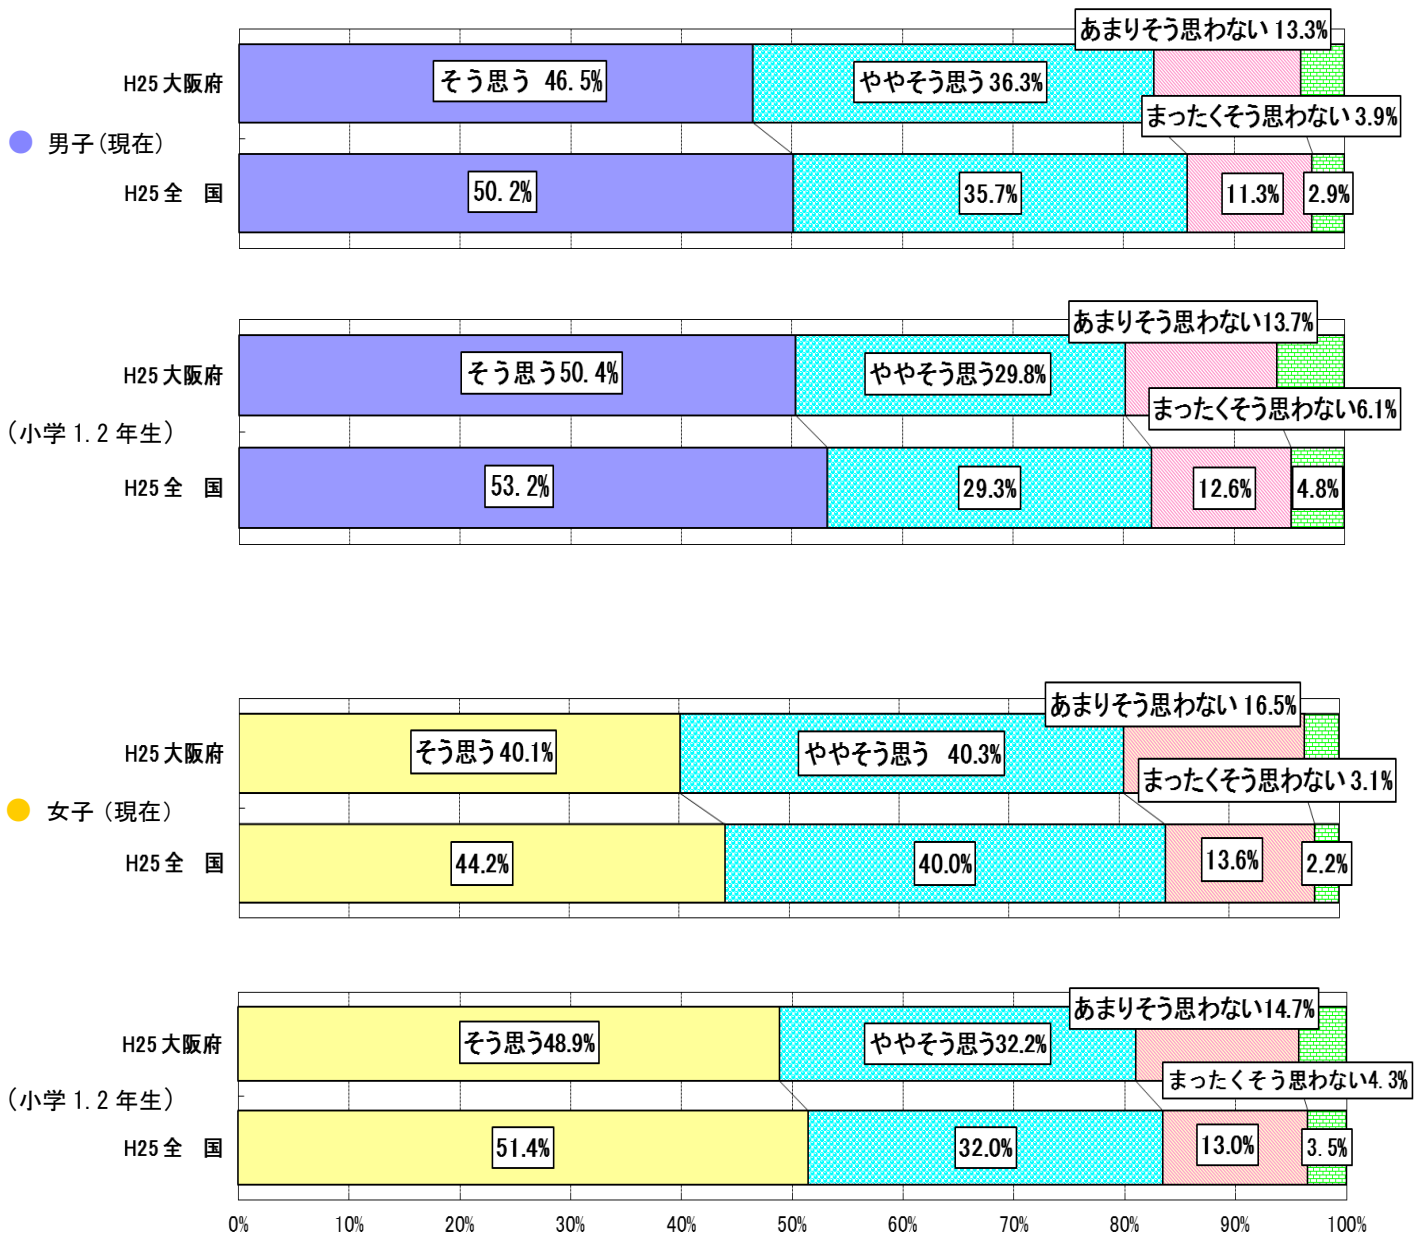 あまりそう思わない 13.3%
H25 大阪府 そう思う 46.5% ややそう思う 36.3%
まったくそう思わない 3.9%
男子(現在)
H25 全 国 50.2% 35.7% 11.3% 2.9%
あまりそう思わない13.7%
H25 大阪府 そう思う50.4% ややそう思う29.8%
まったくそう思わない6.1%
(小学 1.2 年生)
H25 全 国 53.2% 29.3% 12.6% 4.8%
あまりそう思わない 16.5%
H25 大阪府 そう思う 40.1% ややそう思う 40.3%
まったくそう思わない 3.1%
女子(現在)
H25 全 国 44.2% 40.0% 13.6% 2.2%
あまりそう思わない14.7%
H25 大阪府 そう思う48.9% ややそう思う32.2%
まったくそう思わない4.3%
(小学 1.2 年生)
H25 全 国 51.4% 32.0% 13.0% 3.5%
0% 10% 20% 30% 40% 50% 60% 70% 80% 90% 100%